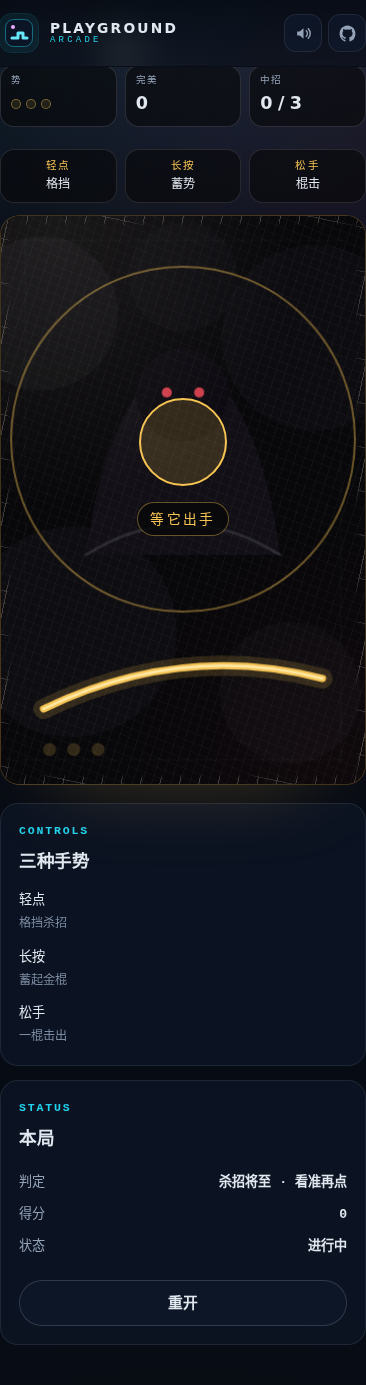 PLAYGROUND
ARCADE
势
完美
0
中招
0 / 3
轻点
格挡
长按
蓄势
松手
棍击
等它出手
CONTROLS
三种手势
轻点
格挡杀招
长按
蓄起金棍
松手
一棍击出
STATUS
本局
判定
杀招将至 · 看准再点
得分
0
状态
进行中
重开